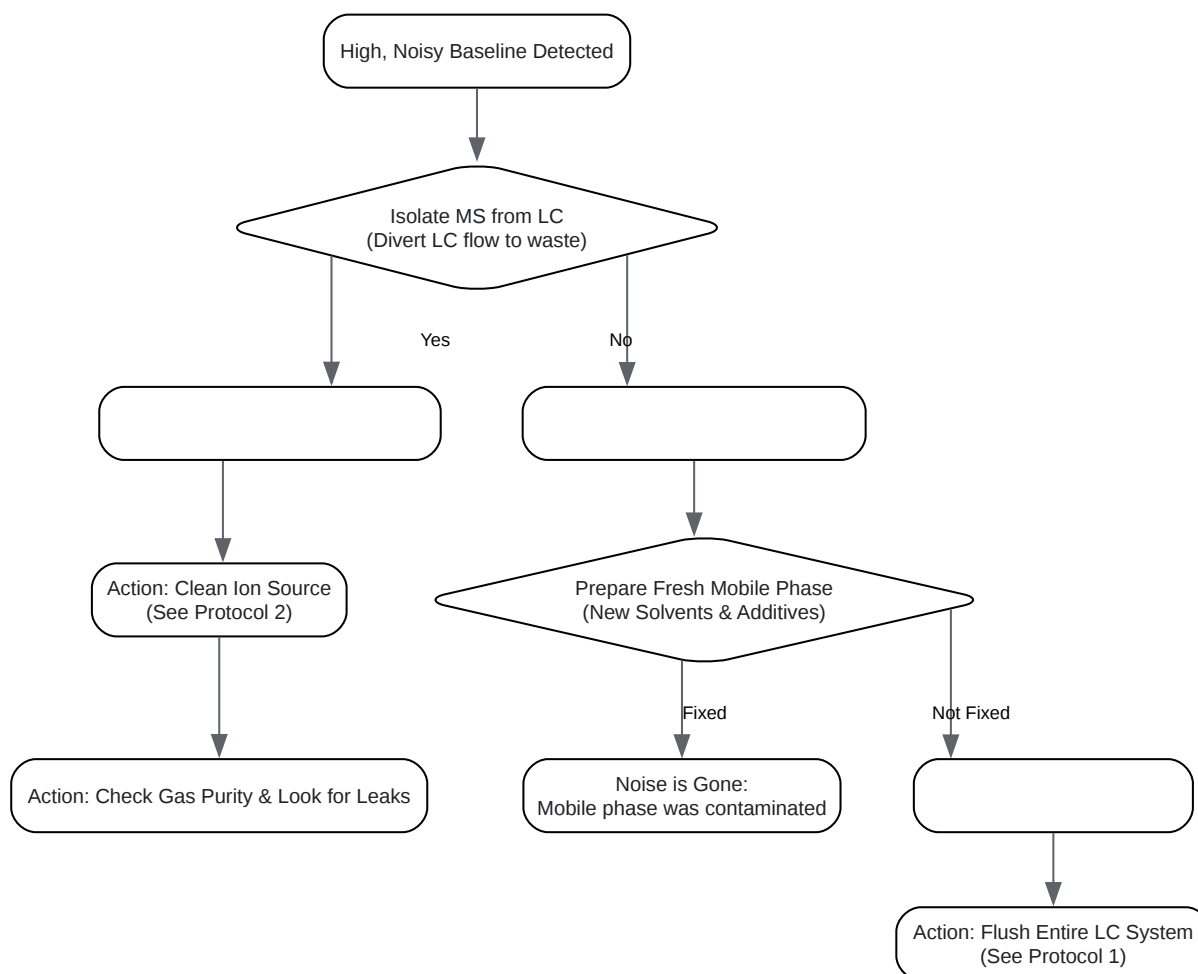 High, Noisy Baseline Detected
Isolate MS from LC
(Divert LC flow to waste)
Yes
No
Action: Clean Ion Source
(See Protocol 2)
Prepare Fresh Mobile Phase
(New Solvents & Additives)
Fixed
Not Fixed
Action: Check Gas Purity & Look for Leaks
Noise is Gone:
Mobile phase was contaminated
Action: Flush Entire LC System
(See Protocol 1)